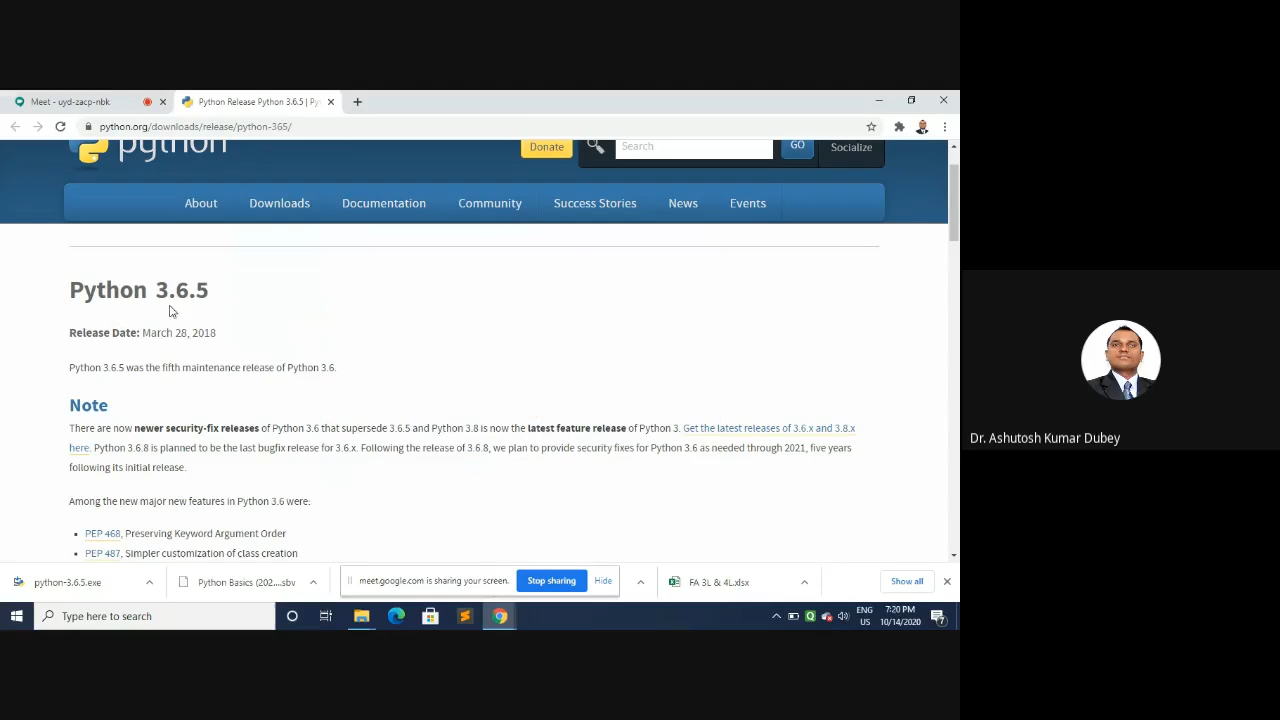 Meet - uyd-zacp-nbk
Python Release Python 3.6.5 | Py
python.org/downloads/release/python-365/
python
Donate
Search
GO
Socialize
About
Downloads
Documentation
Community
Success Stories
News
Events
Python 3.6.5
Release Date: March 28, 2018
Python 3.6.5 was the fifth maintenance release of Python 3.6.
Note
There are now newer security-fix releases of Python 3.6 that supersede 3.6.5 and Python 3.8 is now the latest feature release of Python 3. Get the latest releases of 3.6.x and 3.8.x
here. Python 3.6.8 is planned to be the last bugfix release for 3.6.x. Following the release of 3.6.8, we plan to provide security fixes for Python 3.6 as needed through 2021, five years
following its initial release.
Among the new major new features in Python 3.6 were:
PEP 468, Preserving Keyword Argument Order
PEP 487, Simpler customization of class creation
python-3.6.5.exe
Python Basics (202....sbv
meet.google.com is sharing your screen.
Stop sharing
Hide
FA 3L & 4L.xlsx
Show all
Type here to search
ENG
US
7:20 PM
10/14/2020
7
Dr. Ashutosh Kumar Dubey